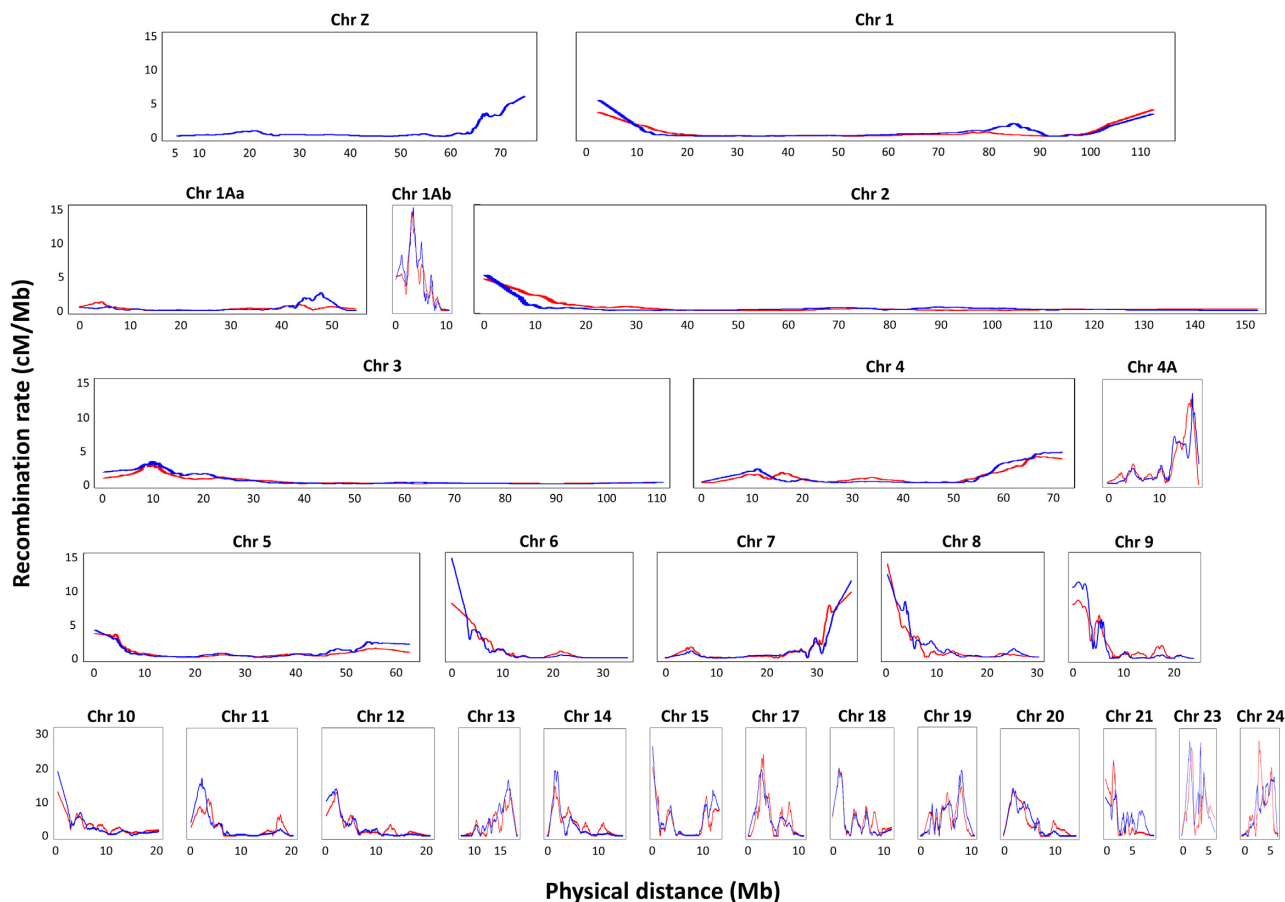 Chr Z
Chr 1
15
10
5
0
5 10 20 30 40 50 60 70
0 10 20 30 40 50 60 70 80 90 100 110
Chr 1Aa
Chr 1Ab
Chr 2
15
10
5
0
0 10 20 30 40 50
0 10
0 10 20 30 40 50 60 70 80 90 100 110 120 130 140 150
Recombination rate (cM/Mb)
Chr 3
Chr 4
Chr 4A
15
10
5
0
0 10 20 30 40 50 60 70 80 90 100 110
0 10 20 30 40 50 60 70
0 10
Chr 5
Chr 6
Chr 7
Chr 8
Chr 9
15
10
5
0
0 10 20 30 40 50 60
0 10 20 30
0 10 20 30
0 10 20 30
0 10 20
Chr 10
Chr 11
Chr 12
Chr 13
Chr 14
Chr 15
Chr 17
Chr 18
Chr 19
Chr 20
Chr 21
Chr 23
Chr 24
30
20
10
0
0 10 20
0 10 20
0 10 20
10 15
0 10
0 10
0 10
0 10
0 10
0 10
0 5
0 5
0 5
Physical distance (Mb)